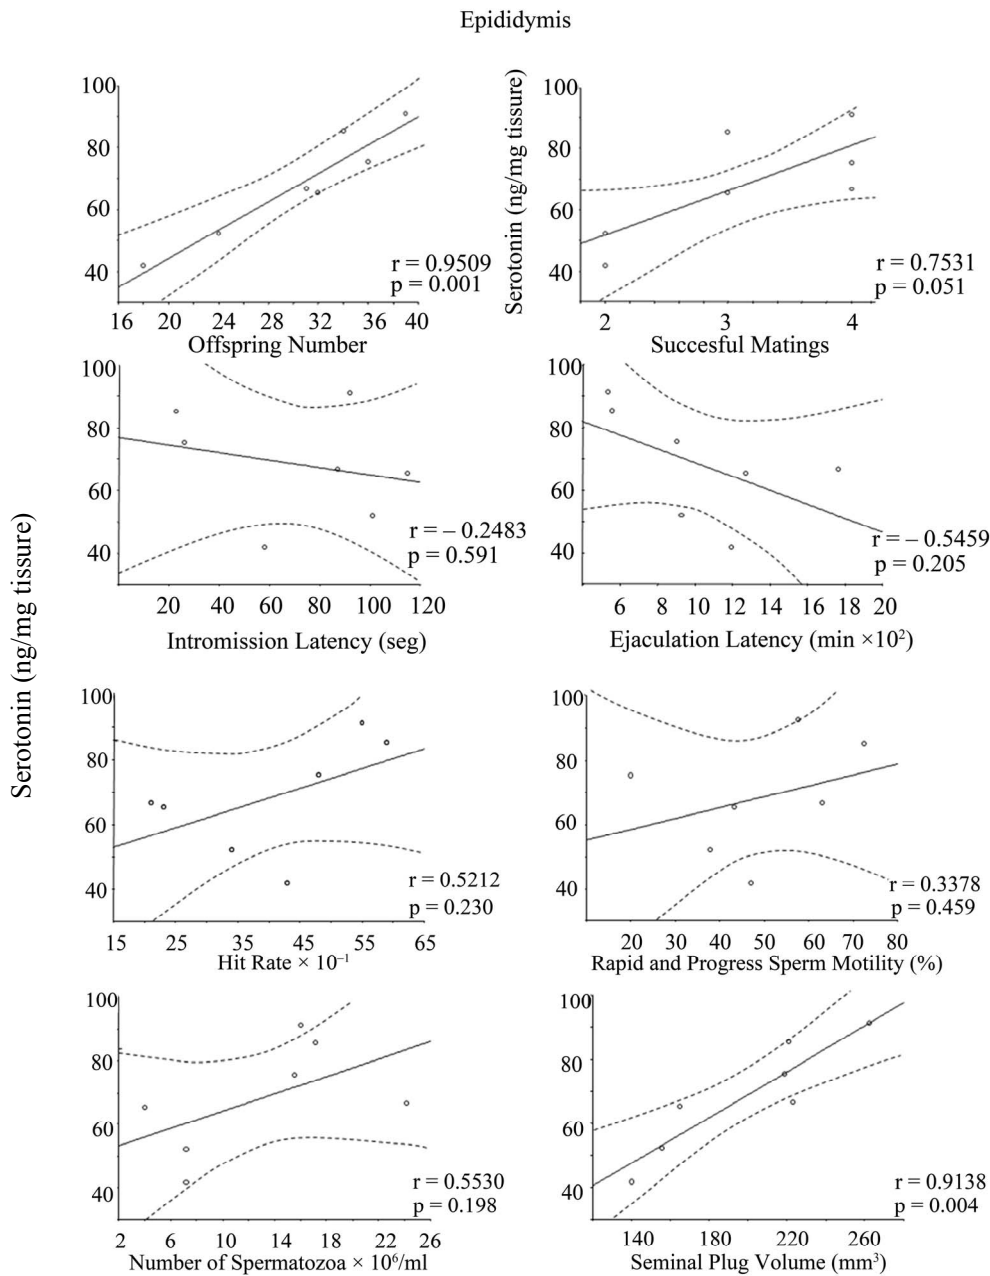 Epididymis
Serotonin (ng/mg tissure)
100
80
60
40
r = 0.9509
p = 0.001
16 20 24 28 32 36 40
Offspring Number
Serotonin (ng/mg tissure)
100
80
60
40
r = 0.7531
p = 0.051
2 3 4
Succesful Matings
100
80
60
40
r = – 0.2483
p = 0.591
20 40 60 80 100 120
Intromission Latency (seg)
100
80
60
40
r = – 0.5459
p = 0.205
6 8 10 12 14 16 18 20
Ejaculation Latency (min ×10²)
100
80
60
40
r = 0.5212
p = 0.230
15 25 35 45 55 65
Hit Rate × 10⁻¹
100
80
60
40
r = 0.3378
p = 0.459
20 30 40 50 60 70 80
Rapid and Progress Sperm Motility (%)
100
80
60
40
r = 0.5530
p = 0.198
2 6 10 14 18 22 26
Number of Spermatozoa × 10⁶/ml
100
80
60
40
r = 0.9138
p = 0.004
140 180 220 260
Seminal Plug Volume (mm³)